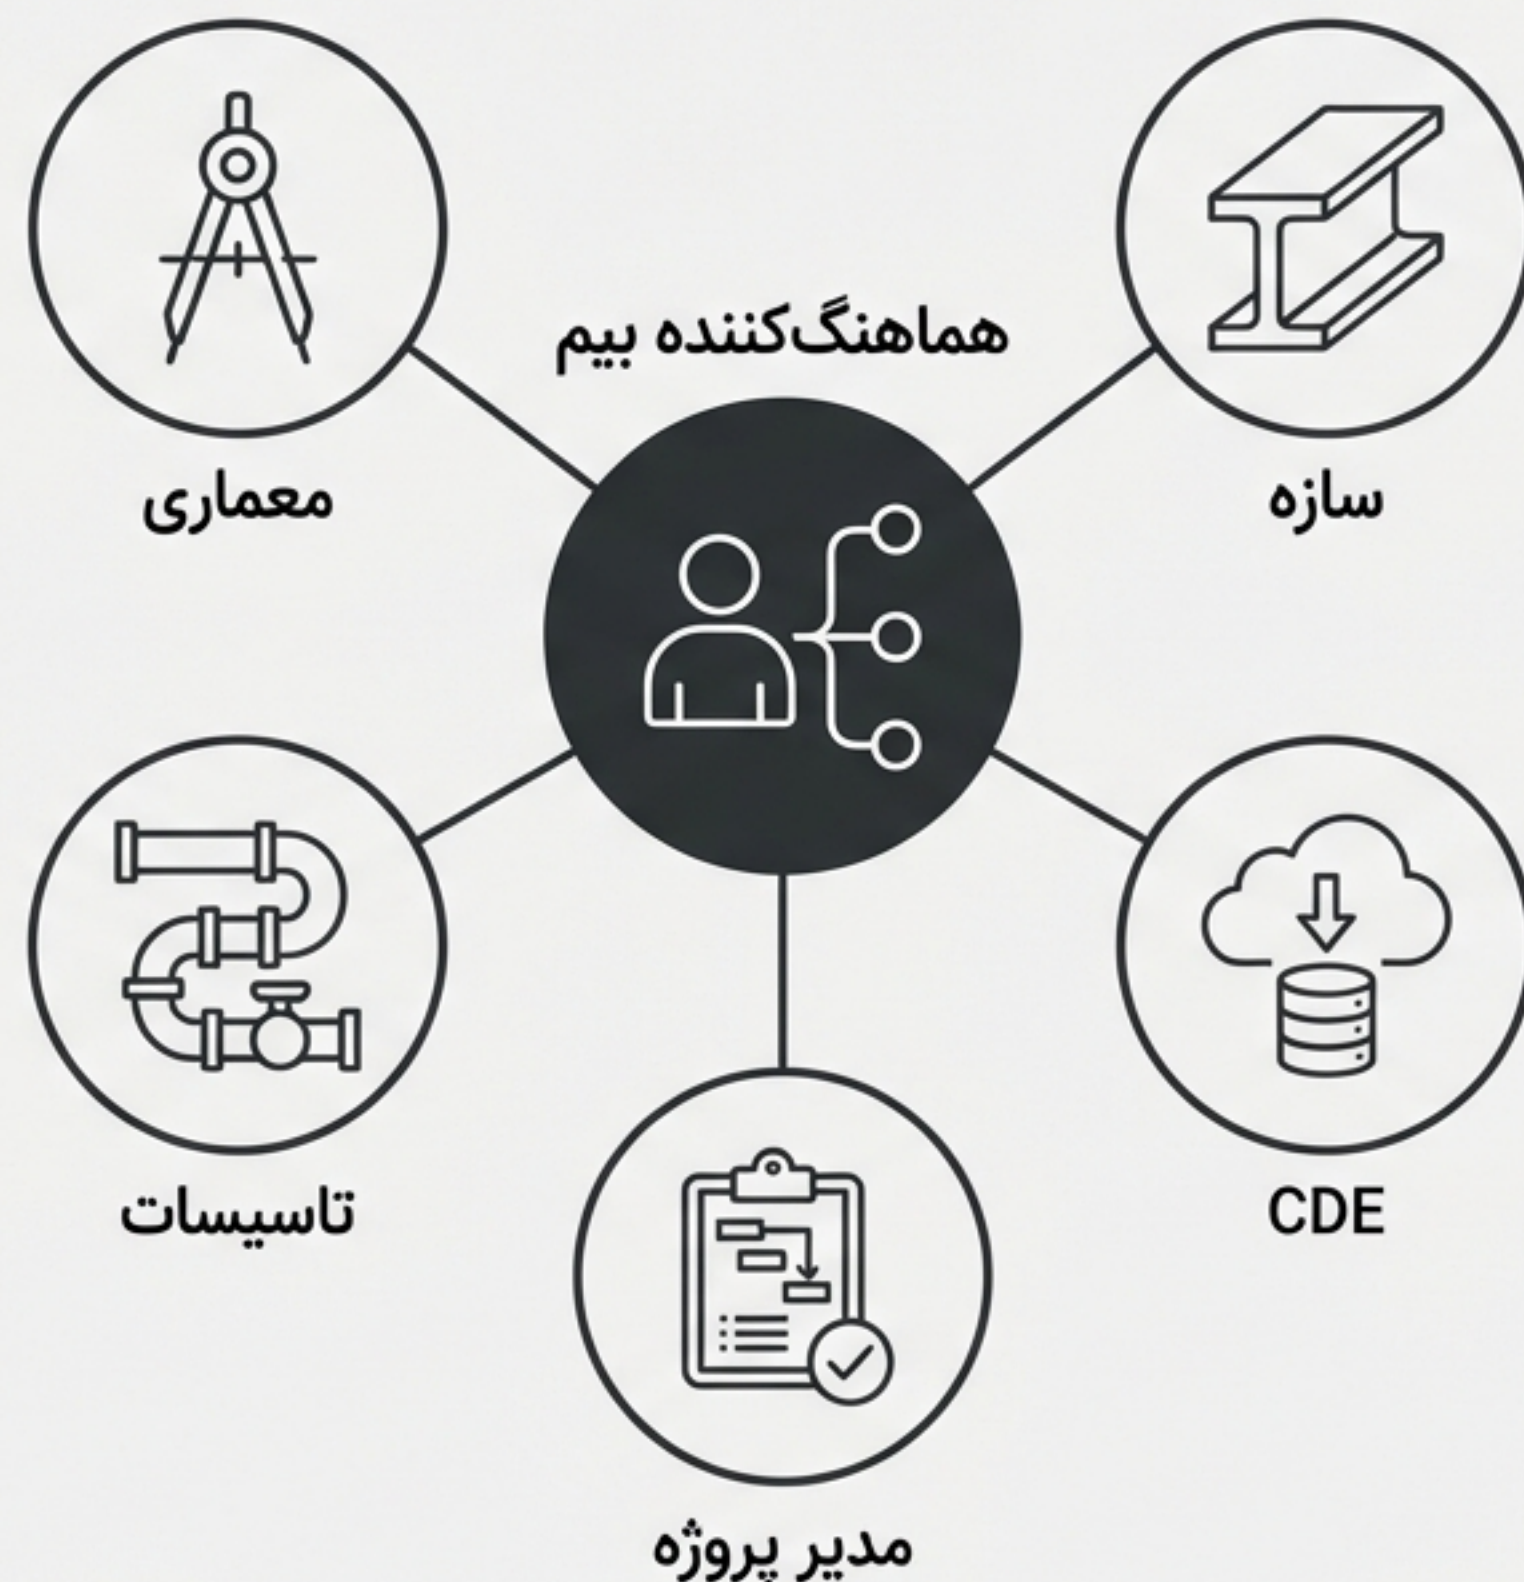 هماهنگ‌کننده بیم
سازه
معماری
CDE
تاسیسات
مدیر پروژه